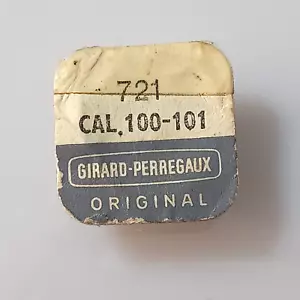 721
CAL. 100-101
GIRARD-PERREGAUX
ORIGINAL